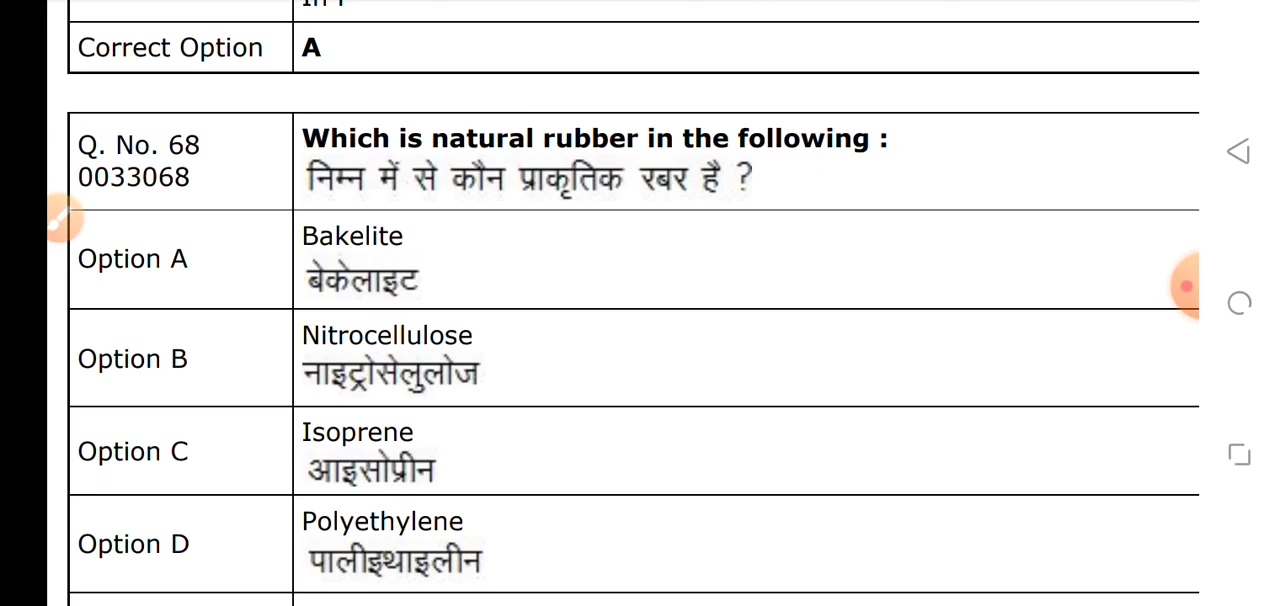 Correct Option A
Q. No. 68
0033068
Which is natural rubber in the following :
निम्न में से कौन प्राकृतिक रबर है ?
Option A
Bakelite
बेकेलाइट
Option B
Nitrocellulose
नाइट्रोसेलुलोज
Option C
Isoprene
आइसोप्रीन
Option D
Polyethylene
पालीइथाइलीन